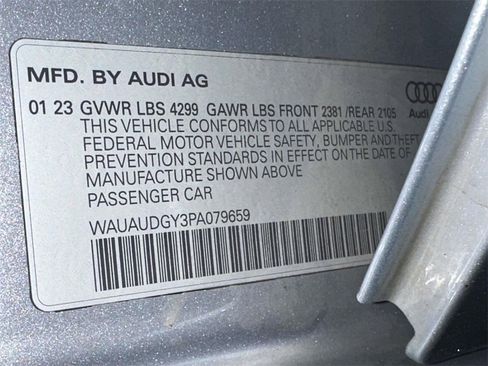 MFD. BY AUDI AG
01 23 GVWR LBS 4299 GAWR LBS FRONT 2381 /REAR 2105
Audi
THIS VEHICLE CONFORMS TO ALL APPLICABLE U.S.
FEDERAL MOTOR VEHICLE SAFETY, BUMPER AND THEFT
PREVENTION STANDARDS IN EFFECT ON THE DATE OF
MANUFACTURE SHOWN ABOVE
PASSENGER CAR
WAUAUDGY3PA079659